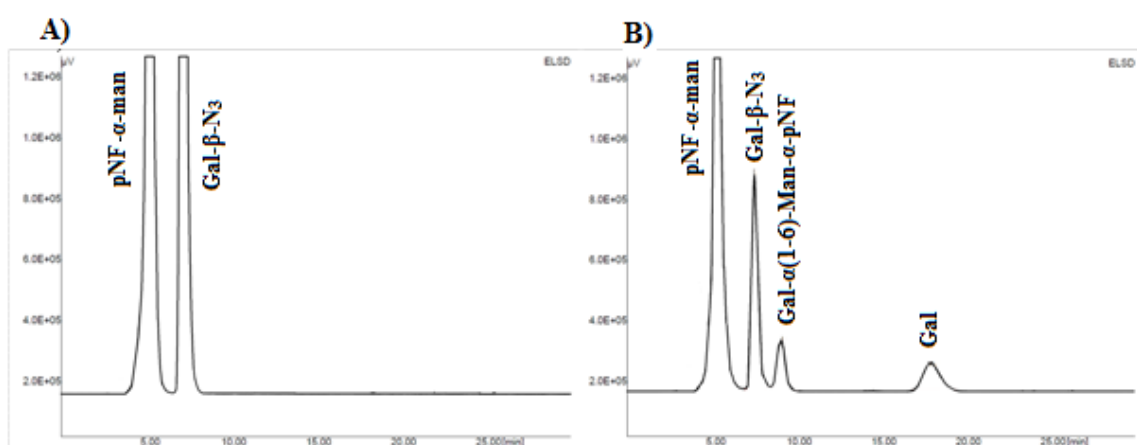 A)
μV
ELSD
1.2E+06
1.0E+06
8.0E+05
6.0E+05
4.0E+05
2.0E+05
pNF-α-man
Gal-β-N₃
5.00
10.00
15.00
20.00
25.00[min]
B)
μV
ELSD
1.2E+06
1.0E+06
8.0E+05
6.0E+05
4.0E+05
2.0E+05
pNF-α-man
Gal-β-N₃
Gal-α(1-6)-Man-α-pNF
Gal
5.00
10.00
15.00
20.00
25.00[min]